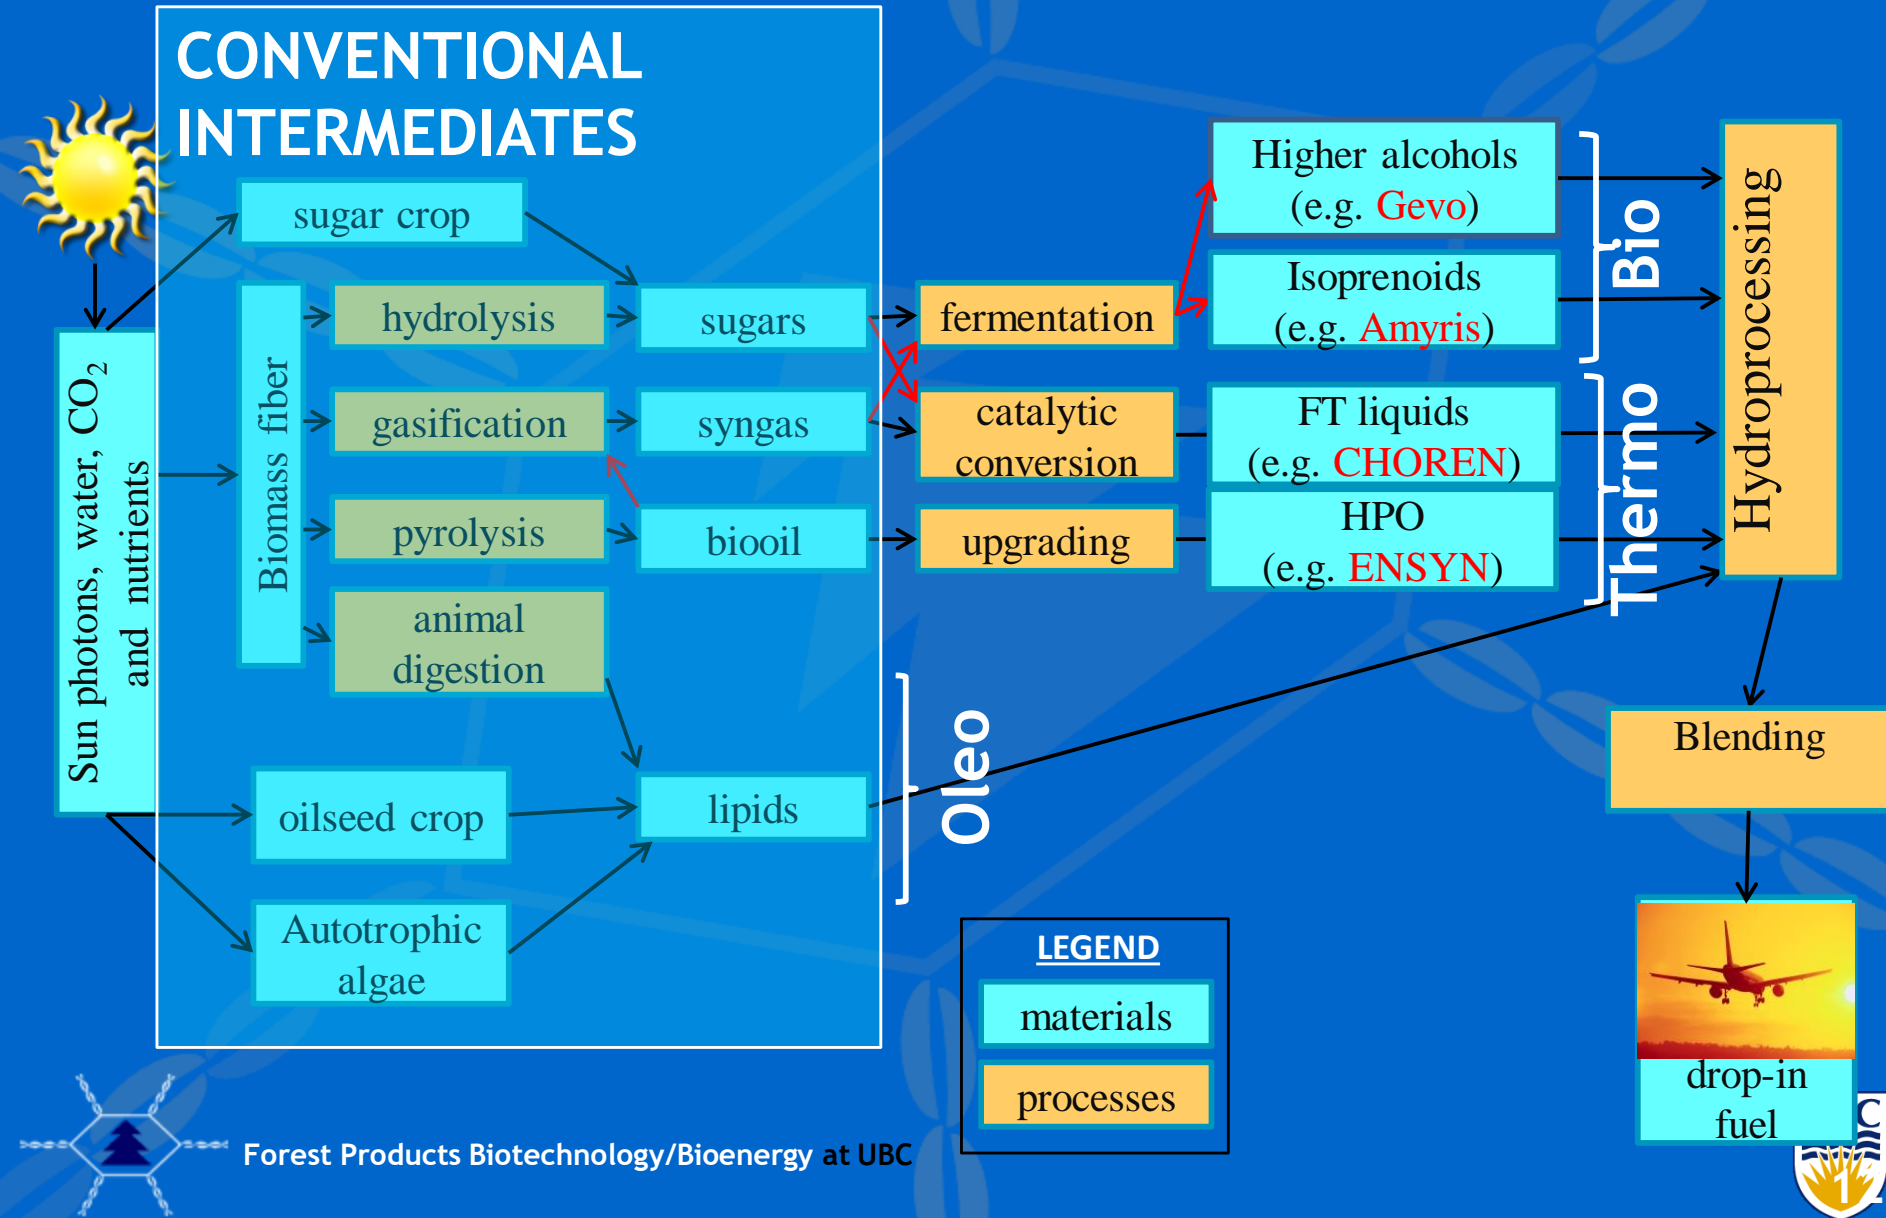 CONVENTIONAL
INTERMEDIATES
Sun photons, water, CO₂
and nutrients
sugar crop
Biomass fiber
hydrolysis
gasification
pyrolysis
animal
digestion
oilseed crop
Autotrophic
algae
sugars
syngas
biooil
lipids
fermentation
catalytic
conversion
upgrading
Higher alcohols
(e.g. Gevo)
Isoprenoids
(e.g. Amyris)
FT liquids
(e.g. CHOREN)
HPO
(e.g. ENSYN)
Bio
Thermo
Oleo
Hydroprocessing
Blending
drop-in
fuel
LEGEND
materials
processes
Forest Products Biotechnology/Bioenergy at UBC